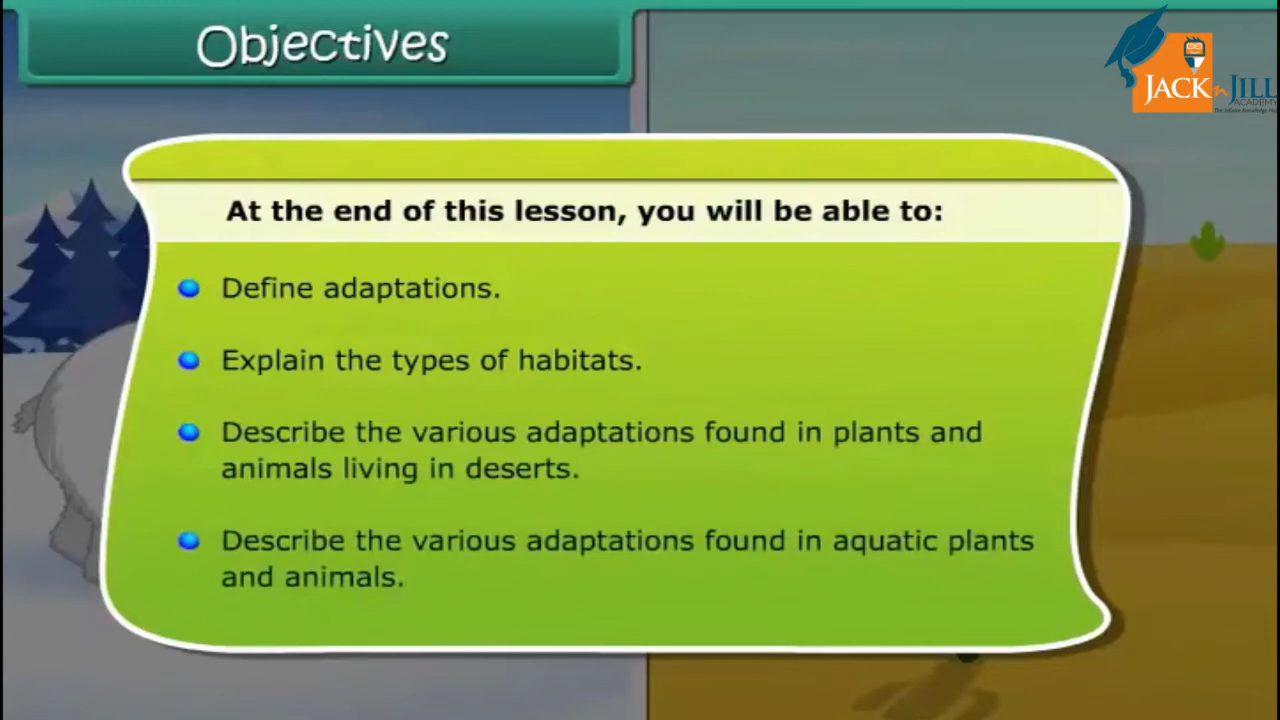 Objectives
JACK n JILL
ACADEMY
At the end of this lesson, you will be able to:
Define adaptations.
Explain the types of habitats.
Describe the various adaptations found in plants and
animals living in deserts.
Describe the various adaptations found in aquatic plants
and animals.